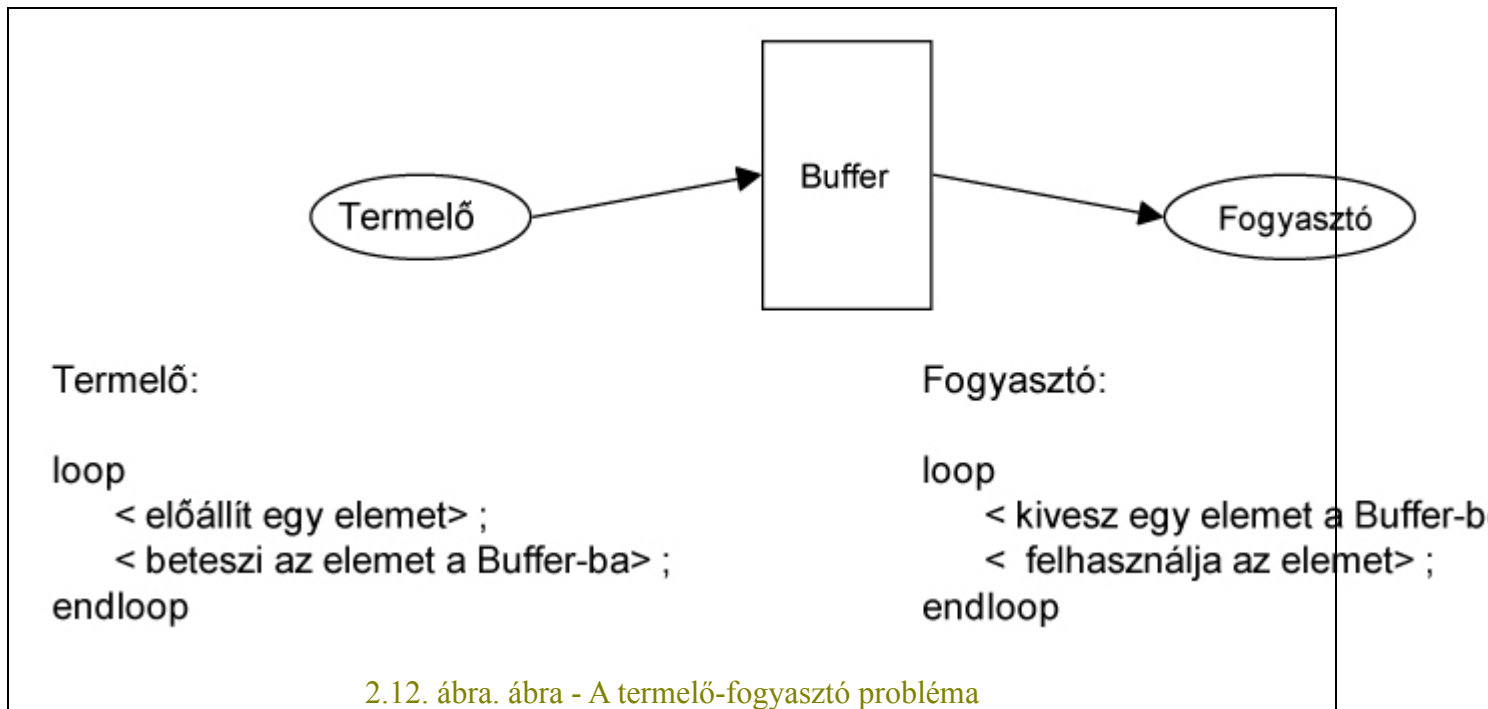 Buffer
Termelő
Fogyasztó
Termelő:
loop
< előállít egy elemet> ;
< beteszi az elemet a Buffer-ba> ;
endloop
Fogyasztó:
loop
< kivesz egy elemet a
< felhasználja az elemet> ;
endloop
2.12. ábra. ábra - A termelő-fogyasztó probléma